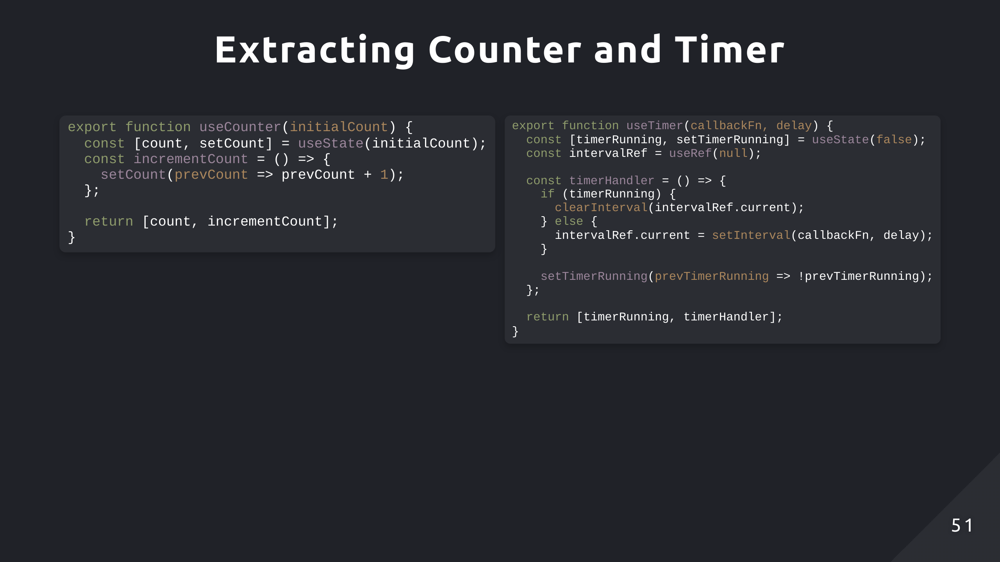 Extracting Counter and Timer
export function useCounter(initialCount) {
  const [count, setCount] = useState(initialCount);
  const incrementCount = () => {
    setCount(prevCount => prevCount + 1);
  };
  return [count, incrementCount];
}
export function useTimer(callbackFn, delay) {
  const [timerRunning, setTimerRunning] = useState(false);
  const intervalRef = useRef(null);
  const timerHandler = () => {
    if (timerRunning) {
      clearInterval(intervalRef.current);
    } else {
      intervalRef.current = setInterval(callbackFn, delay);
    }
    setTimerRunning(prevTimerRunning => !prevTimerRunning);
  };
  return [timerRunning, timerHandler];
}
51